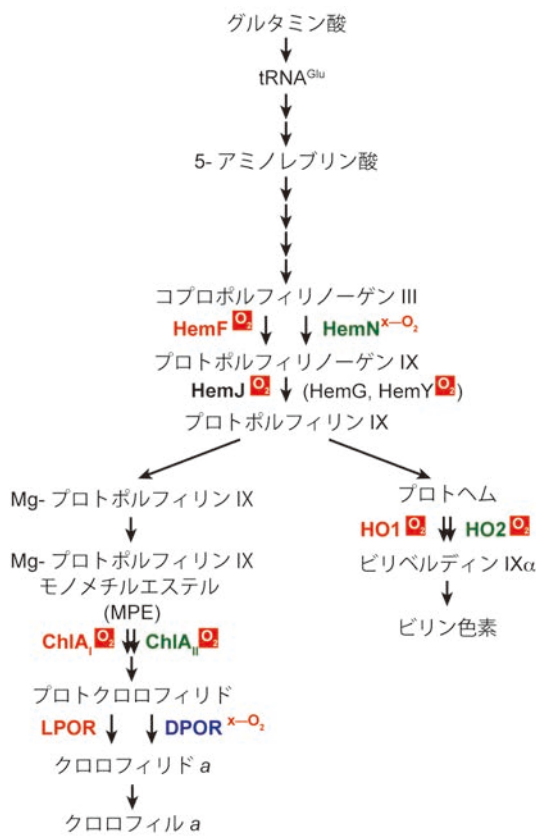 グルタミン酸
tRNAGlu
5- アミノレブリン酸
コプロポルフィリノーゲン III
HemF O2 HemN x—O2
プロトポルフィリノーゲン IX
HemJ O2 (HemG, HemY O2)
プロトポルフィリン IX
Mg- プロトポルフィリン IX
プロトヘム
HO1 O2 HO2 O2
Mg- プロトポルフィリン IX
モノメチルエステル
(MPE)
ビリベルディン IXα
ビリン色素
ChlAI O2 ChlAII O2
プロトクロロフィリド
LPOR DPOR x—O2
クロロフィリド a
クロロフィル a